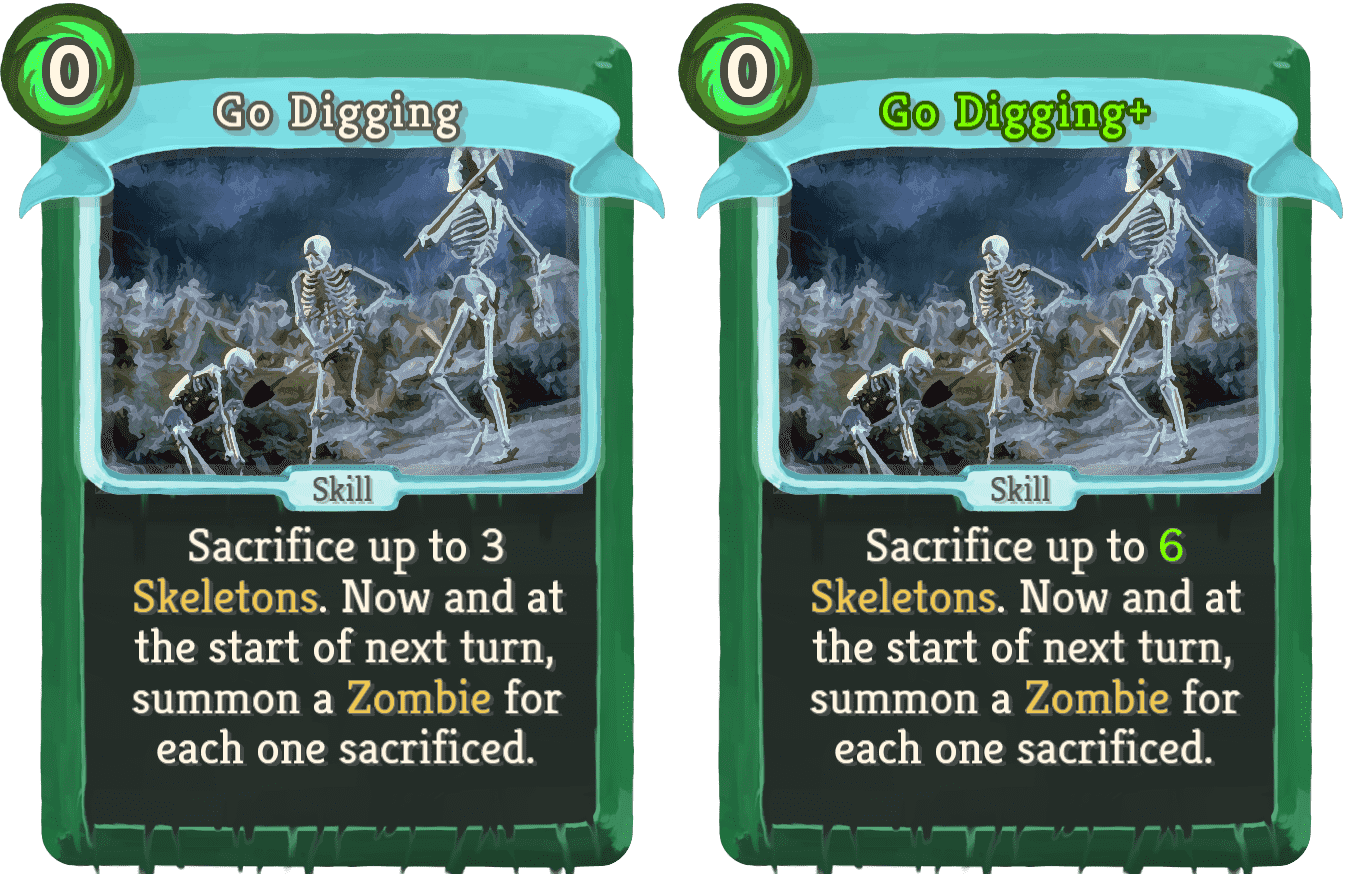 0
Go Digging
Skill
Sacrifice up to 3
Skeletons. Now and at
the start of next turn,
summon a Zombie for
each one sacrificed.
0
Go Digging+
Skill
Sacrifice up to 6
Skeletons. Now and at
the start of next turn,
summon a Zombie for
each one sacrificed.